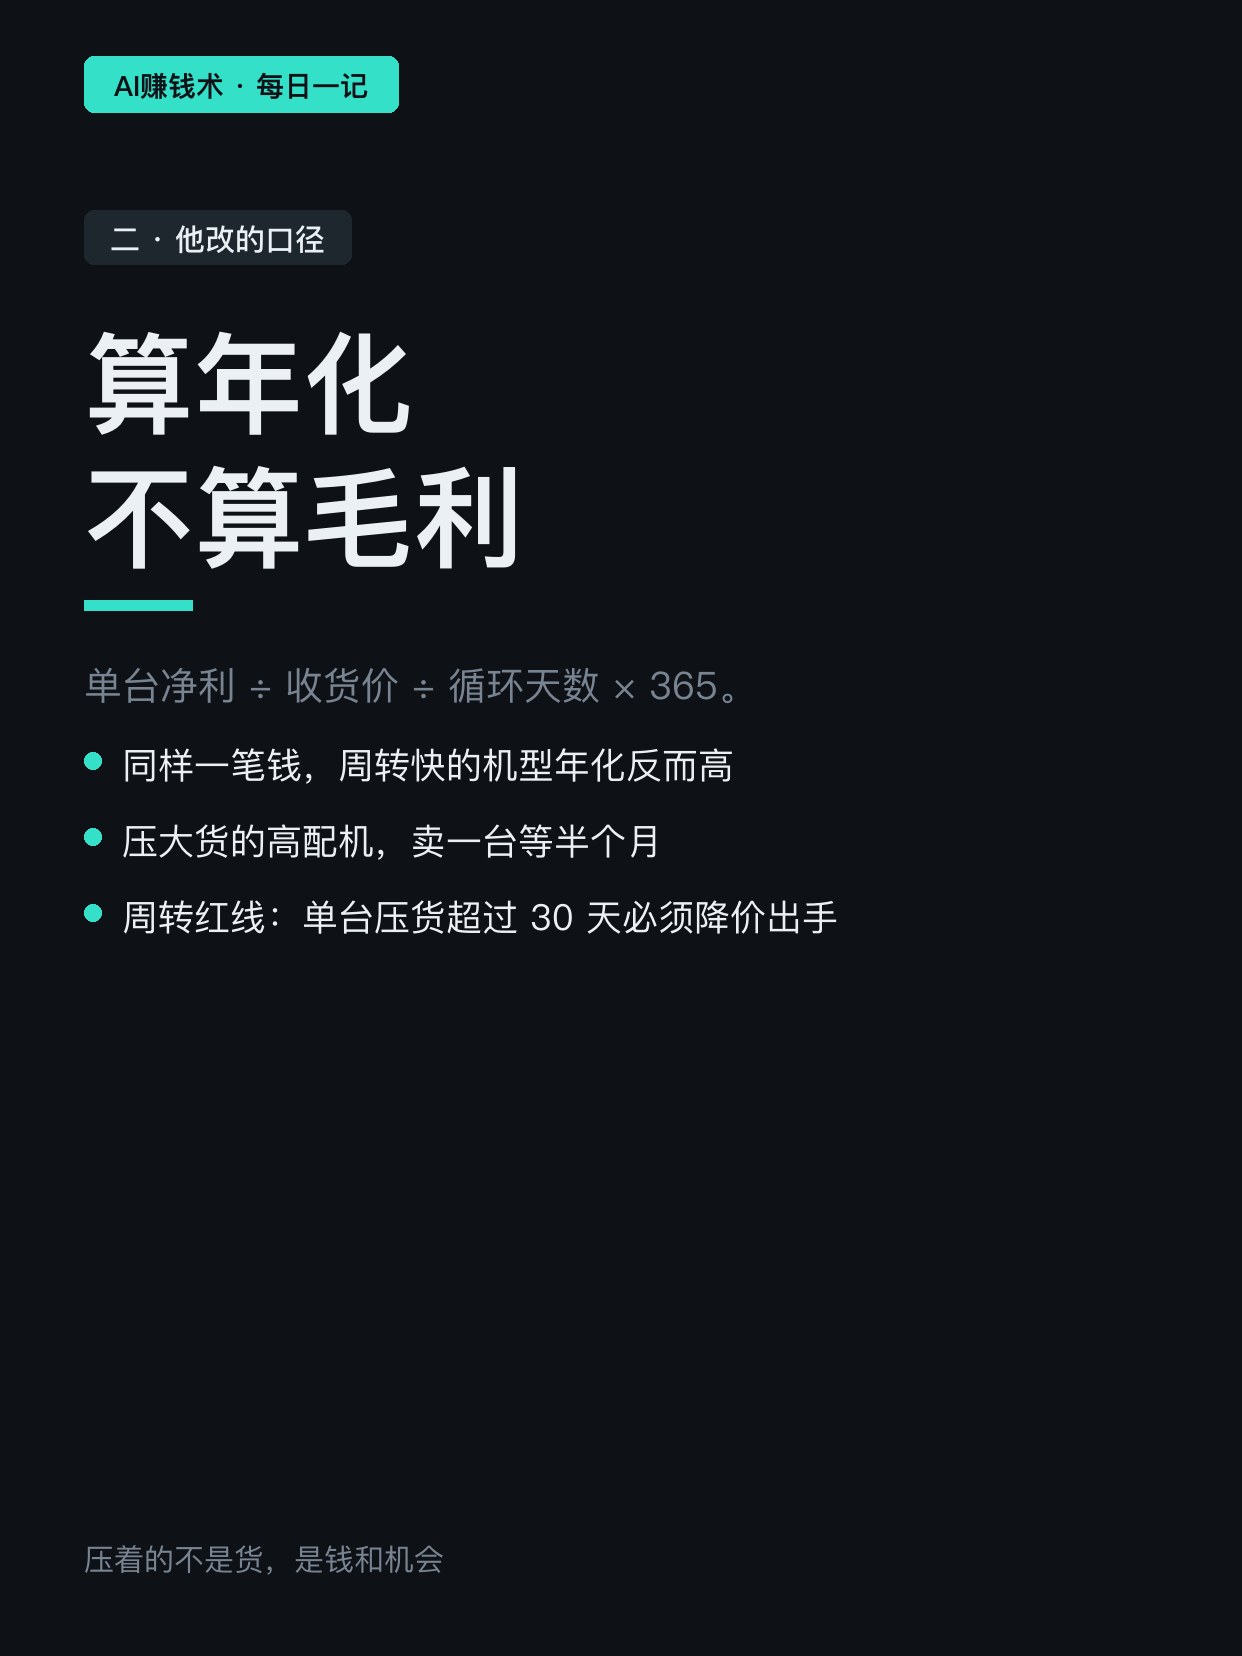 AI赚钱术 · 每日一记
二 · 他改的口径
算年化
不算毛利
单台净利 ÷ 收货价 ÷ 循环天数 × 365。
同样一笔钱，周转快的机型年化反而高
压大货的高配机，卖一台等半个月
周转红线：单台压货超过 30 天必须降价出手
压着的不是货，是钱和机会